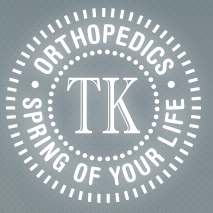 • ORTHOPEDICS •
TK
SPRING OF YOUR LIFE